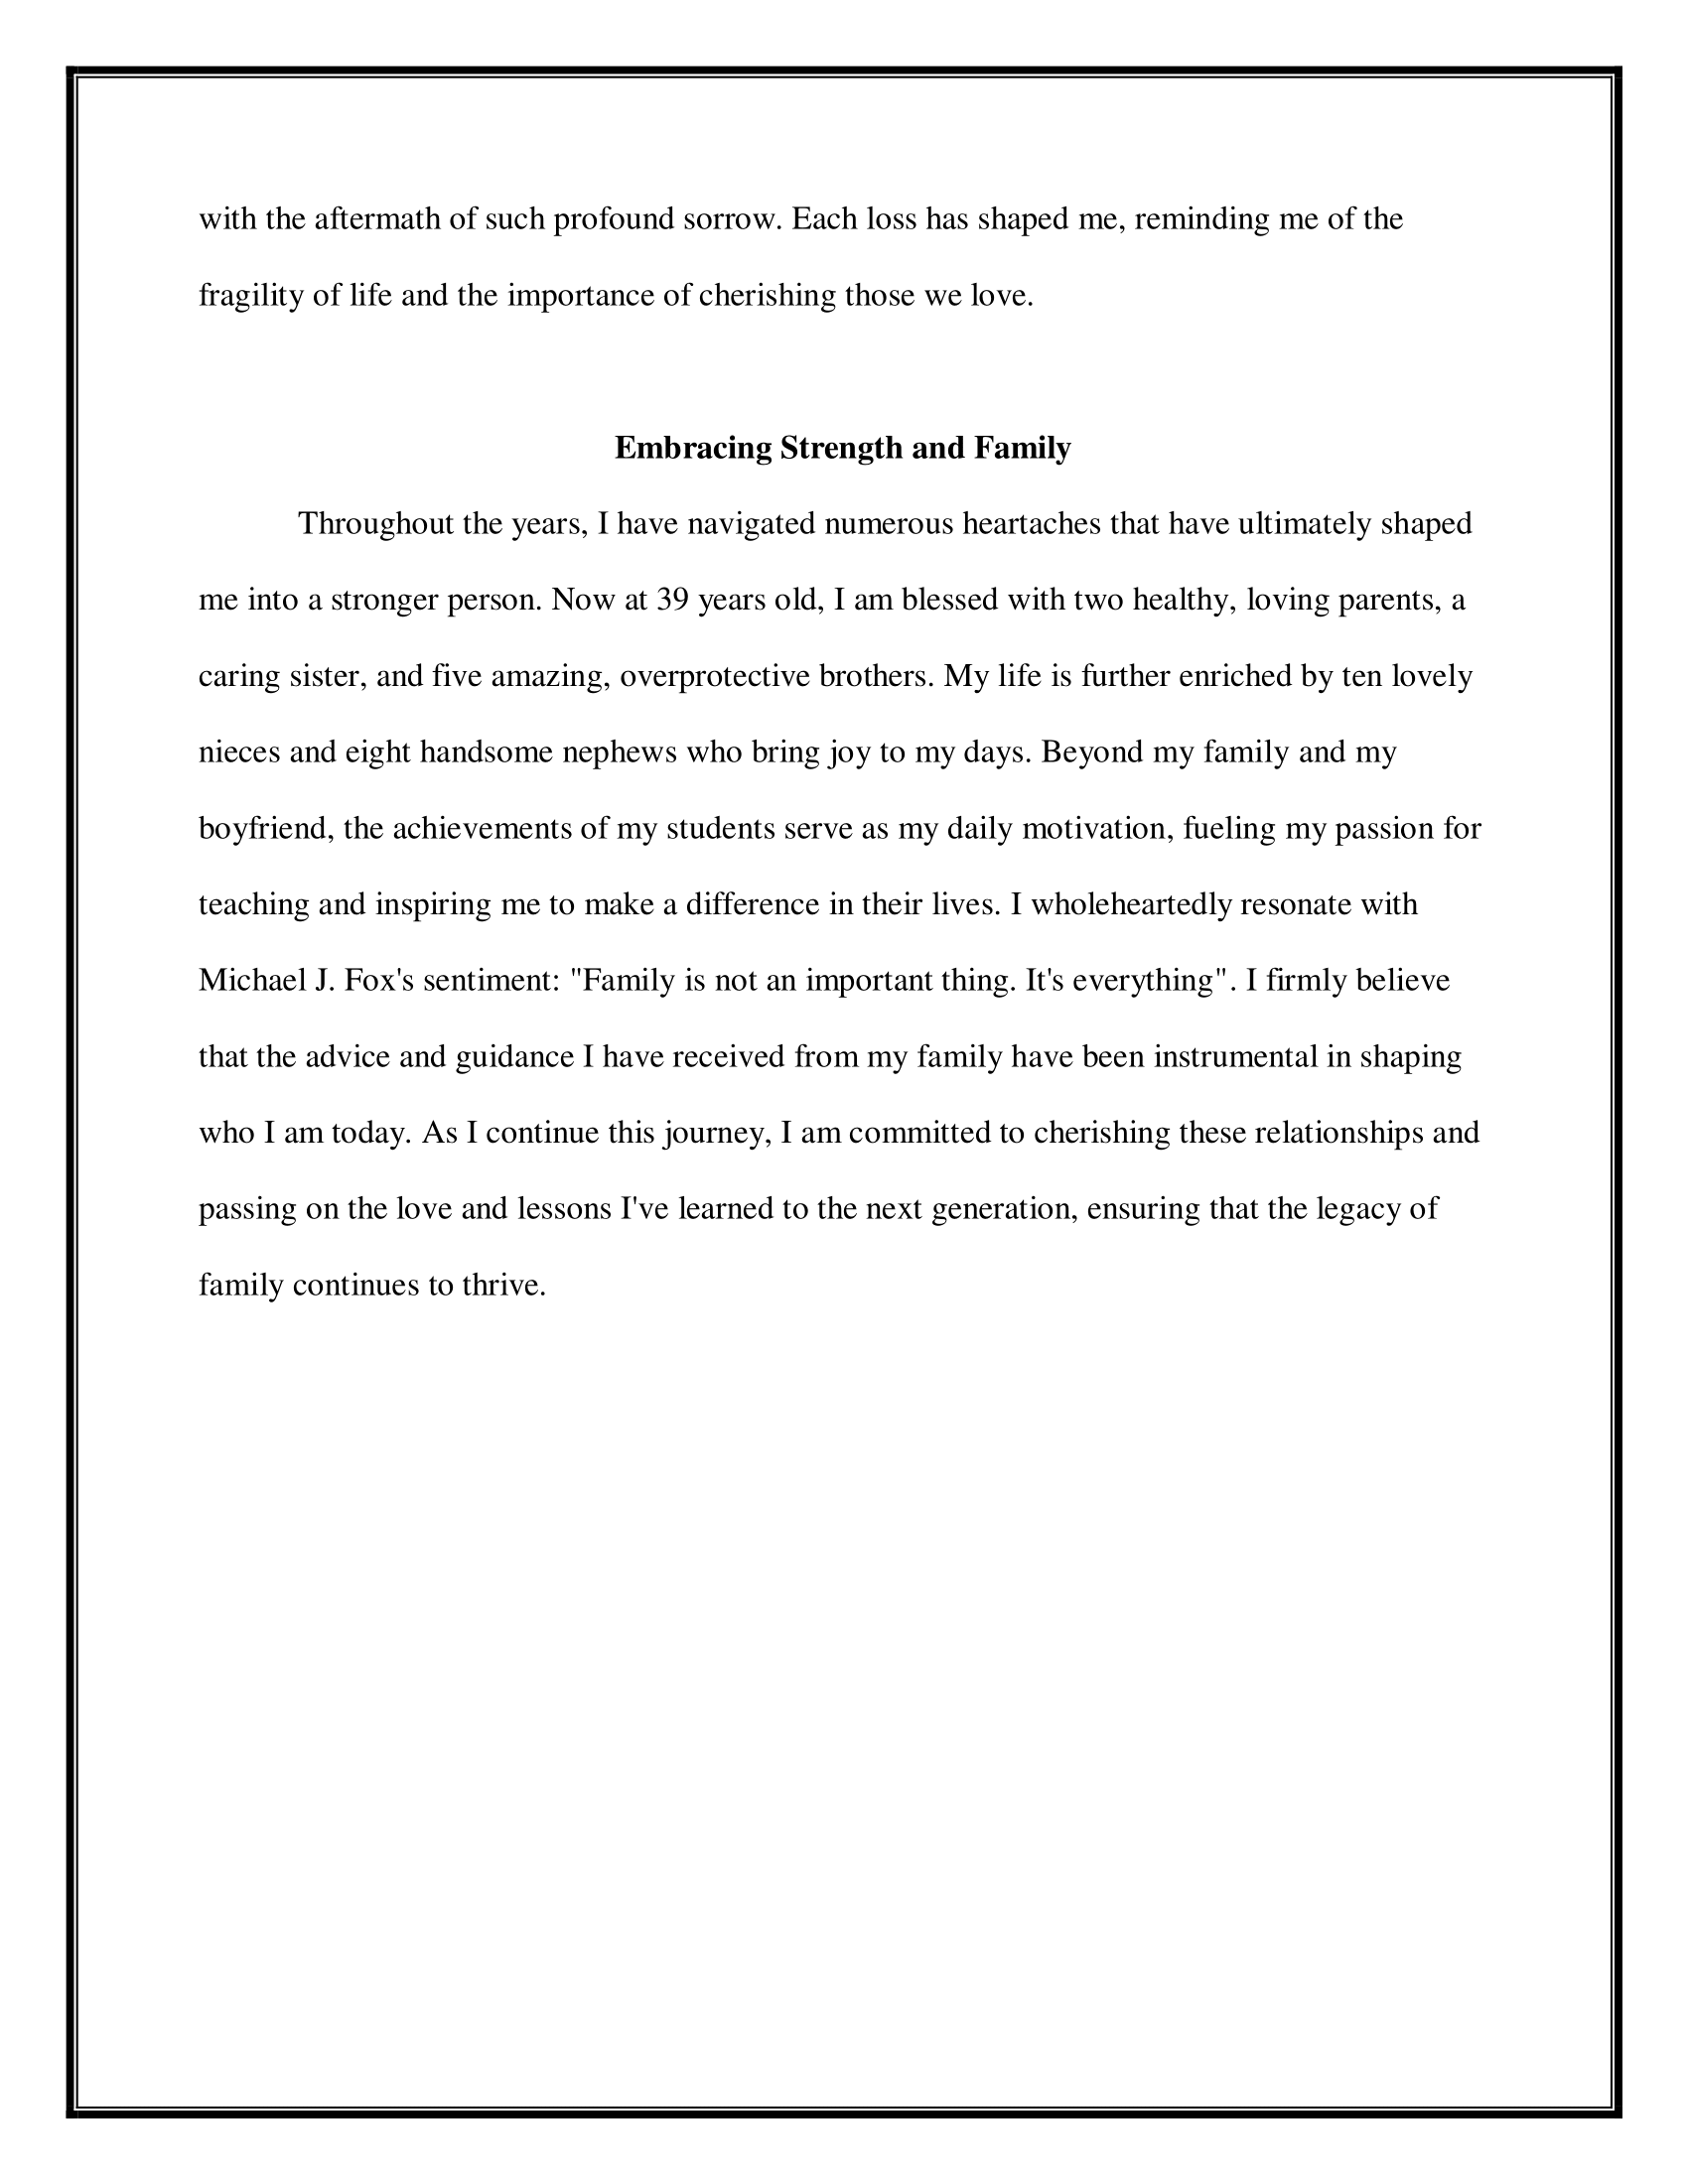 with the aftermath of such profound sorrow. Each loss has shaped me, reminding me of the
fragility of life and the importance of cherishing those we love.
Embracing Strength and Family
Throughout the years, I have navigated numerous heartaches that have ultimately shaped
me into a stronger person. Now at 39 years old, I am blessed with two healthy, loving parents, a
caring sister, and five amazing, overprotective brothers. My life is further enriched by ten lovely
nieces and eight handsome nephews who bring joy to my days. Beyond my family and my
boyfriend, the achievements of my students serve as my daily motivation, fueling my passion for
teaching and inspiring me to make a difference in their lives. I wholeheartedly resonate with
Michael J. Fox's sentiment: "Family is not an important thing. It's everything". I firmly believe
that the advice and guidance I have received from my family have been instrumental in shaping
who I am today. As I continue this journey, I am committed to cherishing these relationships and
passing on the love and lessons I've learned to the next generation, ensuring that the legacy of
family continues to thrive.